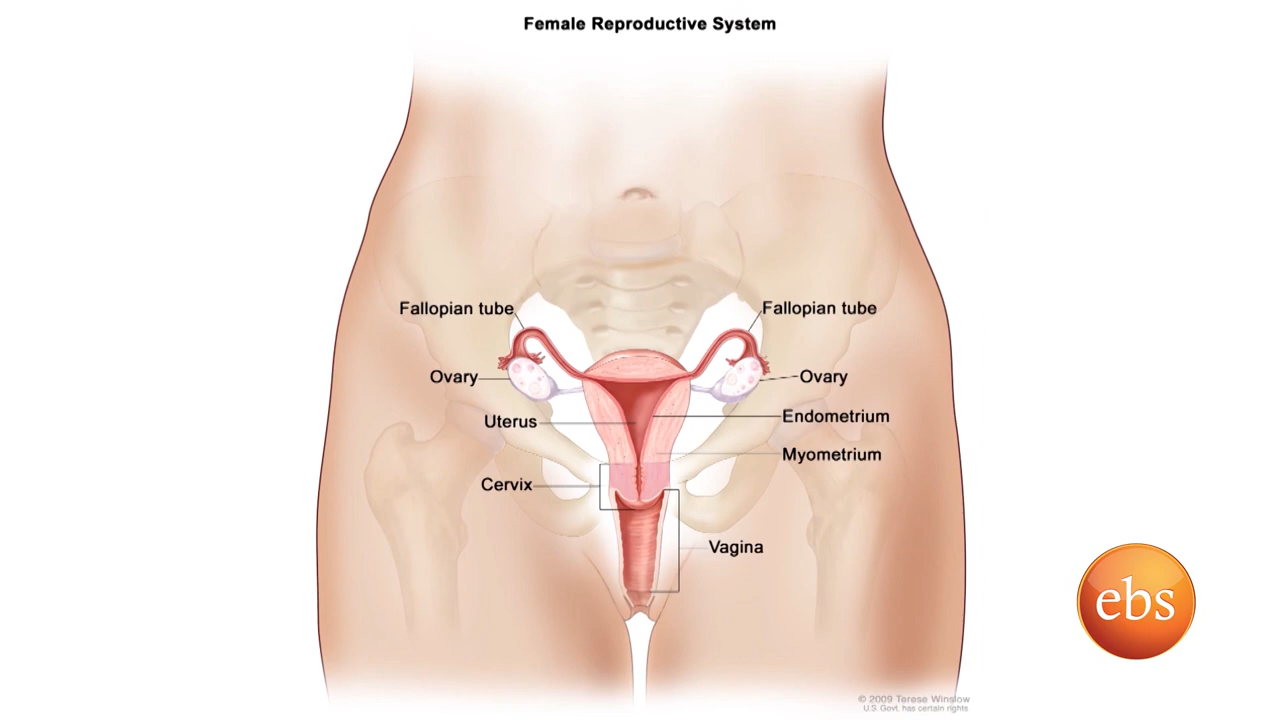 Female Reproductive System
Fallopian tube
Fallopian tube
Ovary
Ovary
Uterus
Endometrium
Myometrium
Cervix
Vagina
ebs
© 2009 Terese Winslow
U.S. Govt. has certain rights